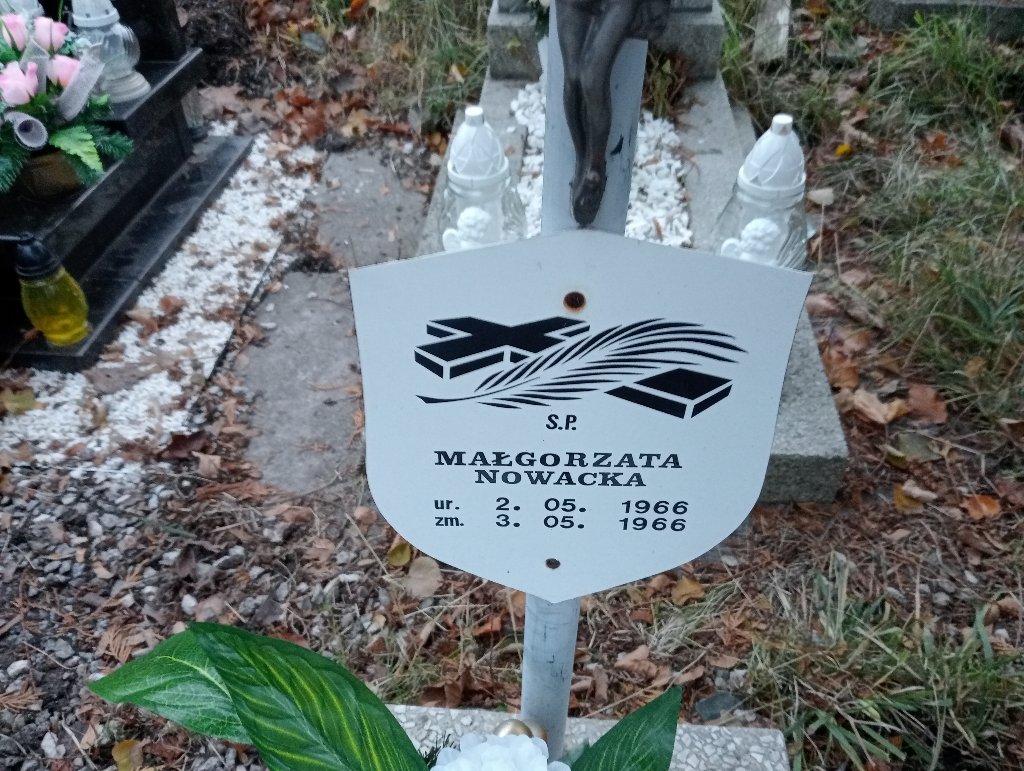 S.P.
MAŁGORZATA
NOWACKA
ur. 2. 05. 1966
zm. 3. 05. 1966